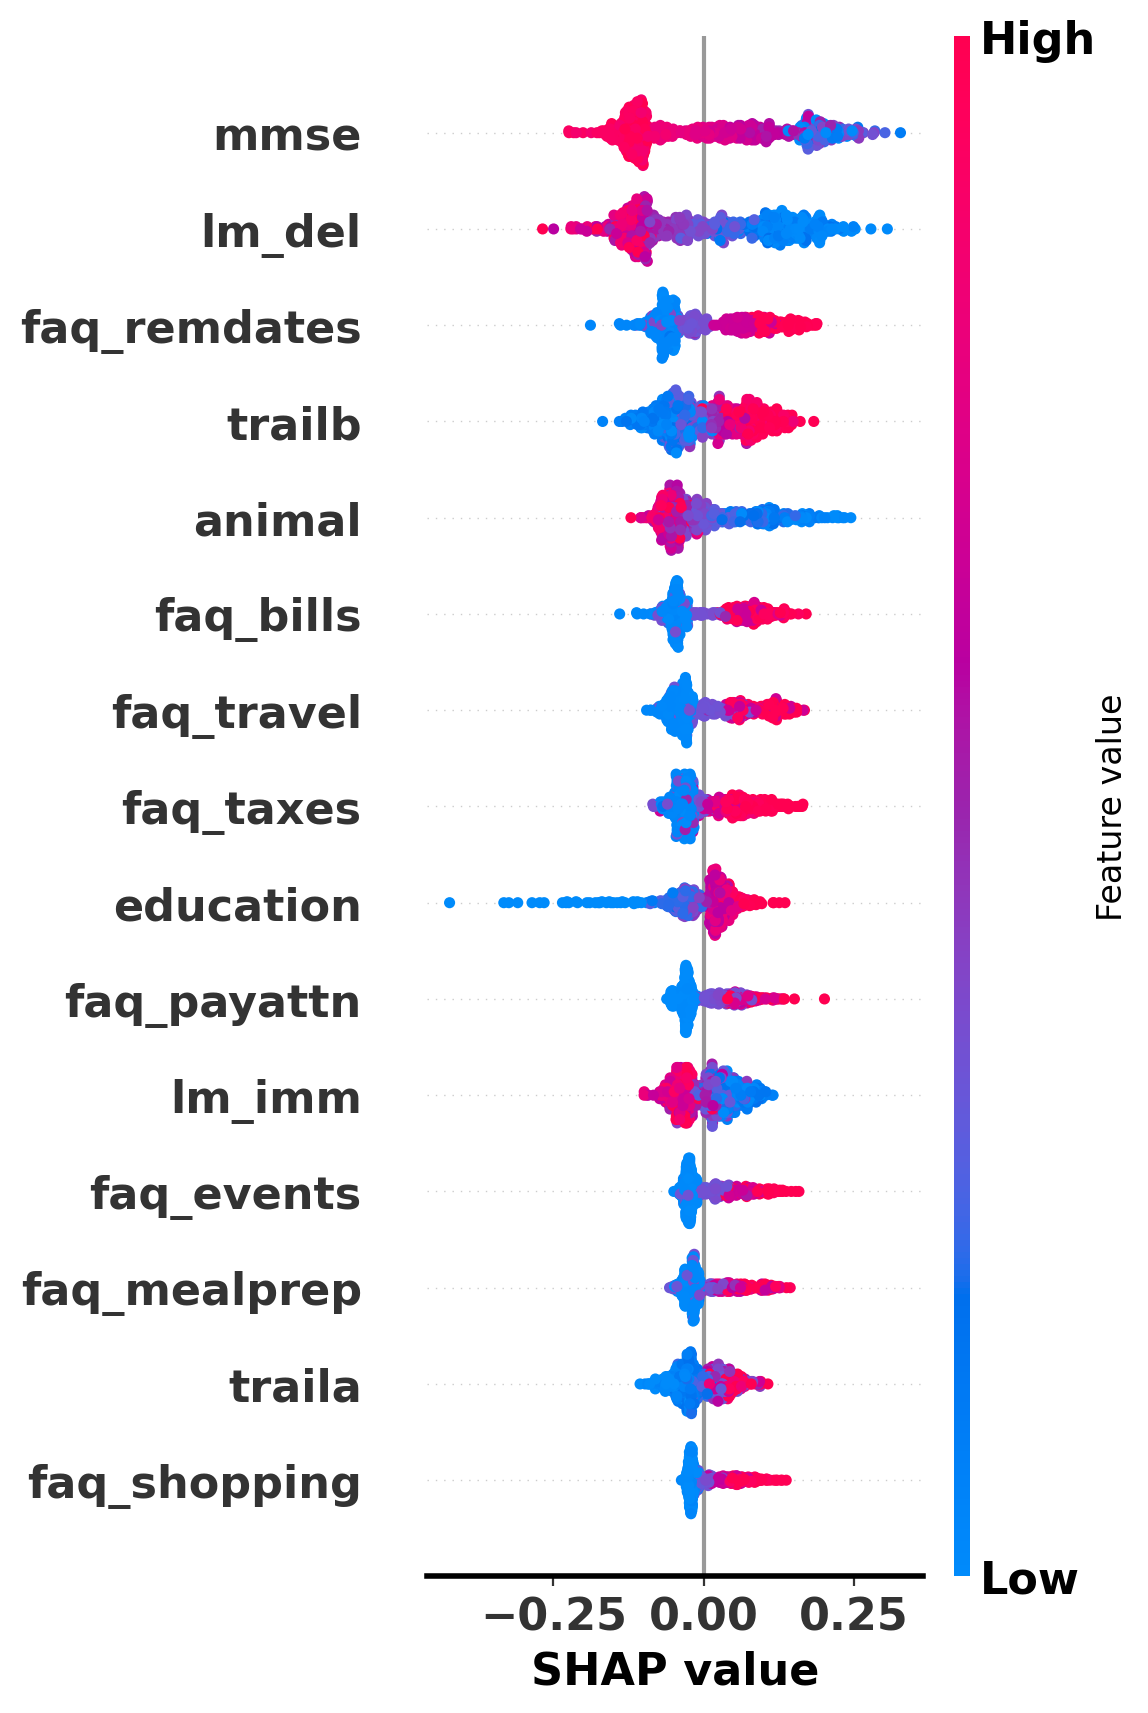 High
mmse
lm_del
faq_remdates
trailb
animal
faq_bills
faq_travel
faq_taxes
education
faq_payattn
lm_imm
faq_events
faq_mealprep
traila
faq_shopping
Feature value
Low
−0.25 0.00 0.25
SHAP value